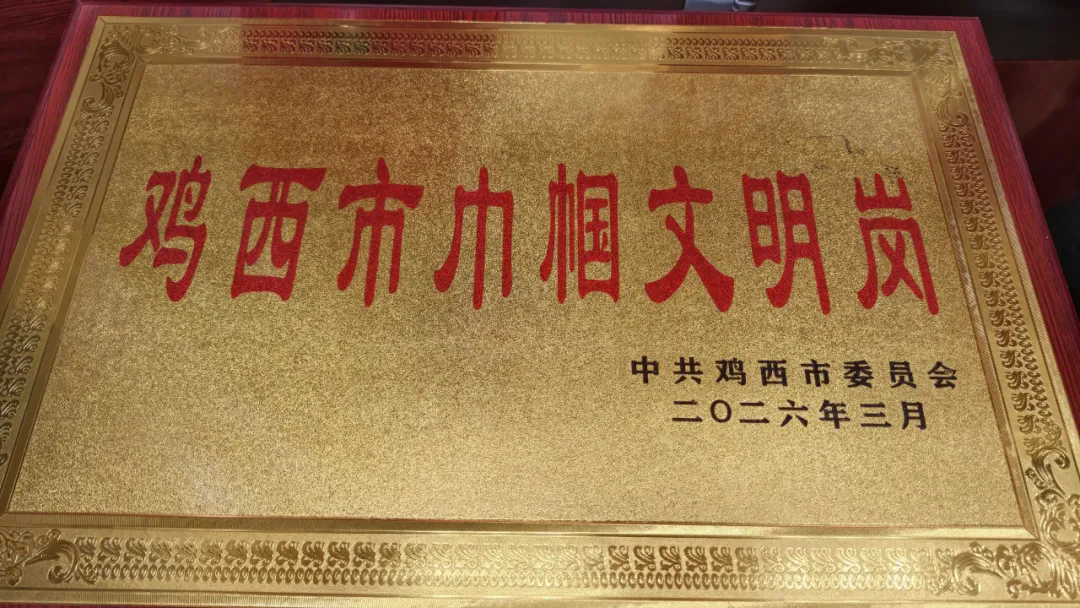 鸡西市巾帼文明岗
中共鸡西市委员会
二〇二六年三月